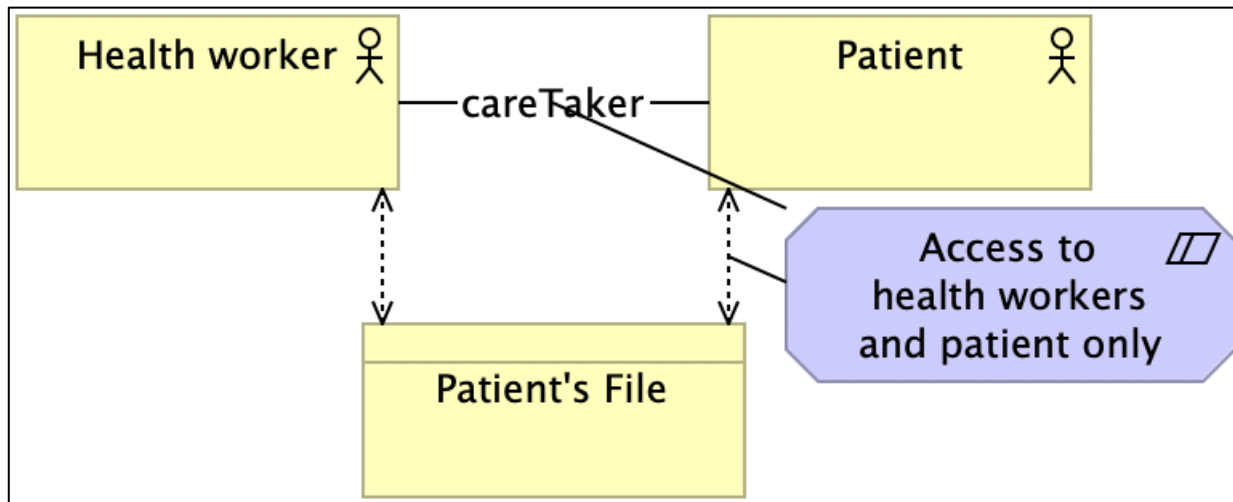 Health worker
Patient
careTaker
Access to
health workers
and patient only
Patient's File